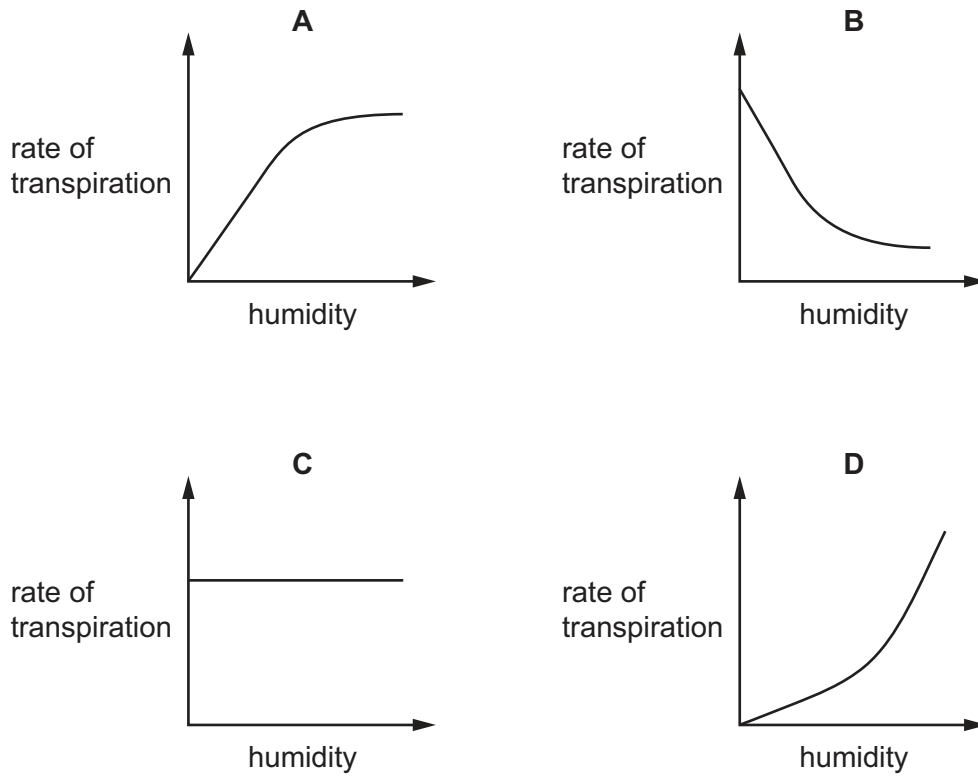 A
rate of
transpiration
humidity
B
rate of
transpiration
humidity
C
rate of
transpiration
humidity
D
rate of
transpiration
humidity